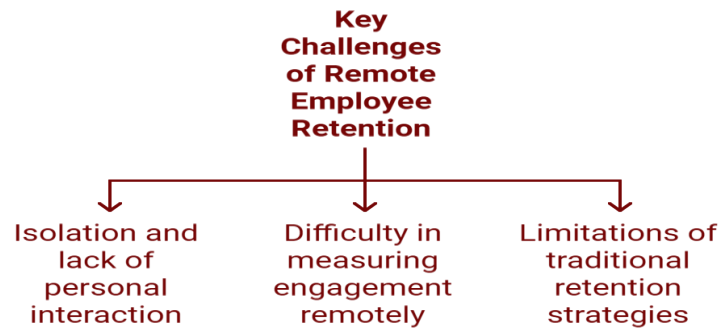 Key
Challenges
of Remote
Employee
Retention
Isolation and
lack of
personal
interaction
Difficulty in
measuring
engagement
remotely
Limitations of
traditional
retention
strategies